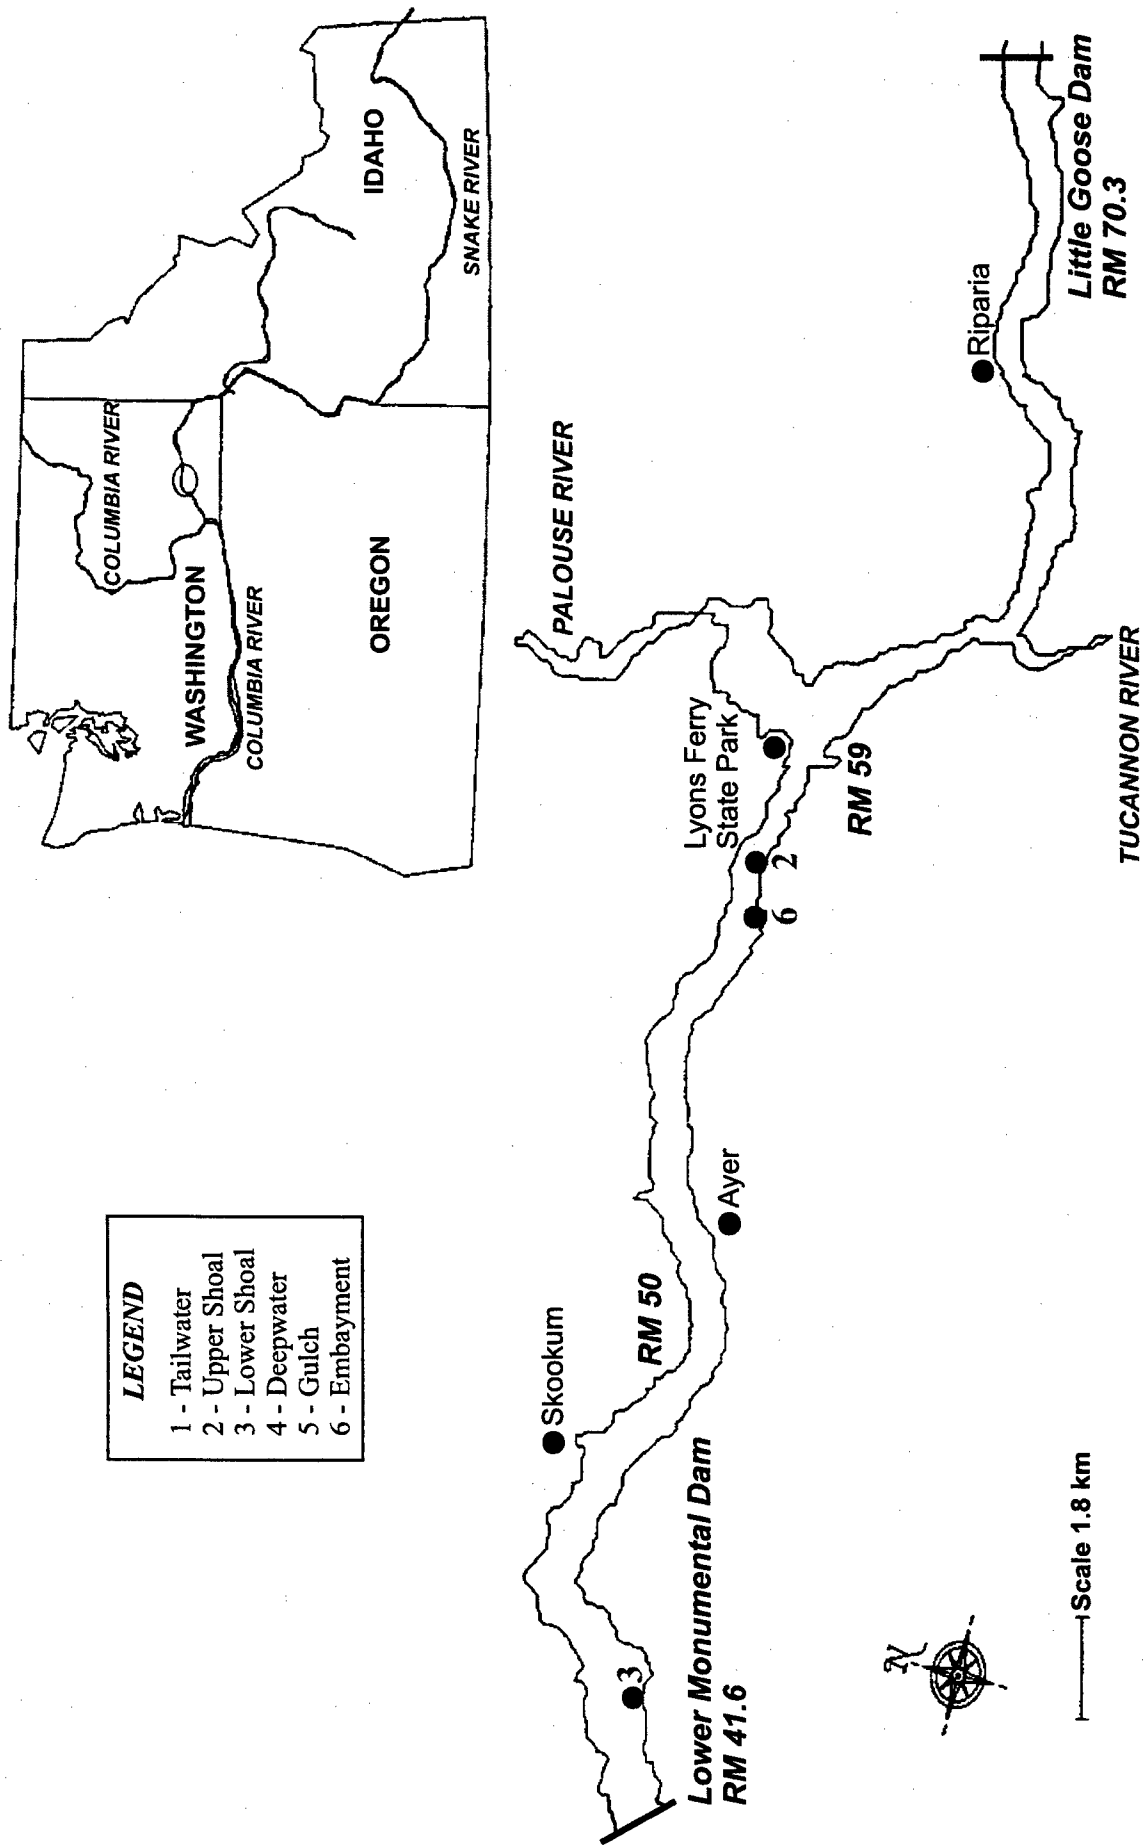 COLUMBIA RIVER
WASHINGTON
COLUMBIA RIVER
OREGON
IDAHO
SNAKE RIVER
LEGEND
1 - Tailwater
2 - Upper Shoal
3 - Lower Shoal
4 - Deepwater
5 - Gulch
6 - Embayment
PALOUSE RIVER
Skookum
RM 50
Lyons Ferry
State Park
Riparia
3
Ayer
6
2
RM 59
Lower Monumental Dam
RM 41.6
Little Goose Dam
RM 70.3
TUCANNON RIVER
N
Scale 1.8 km